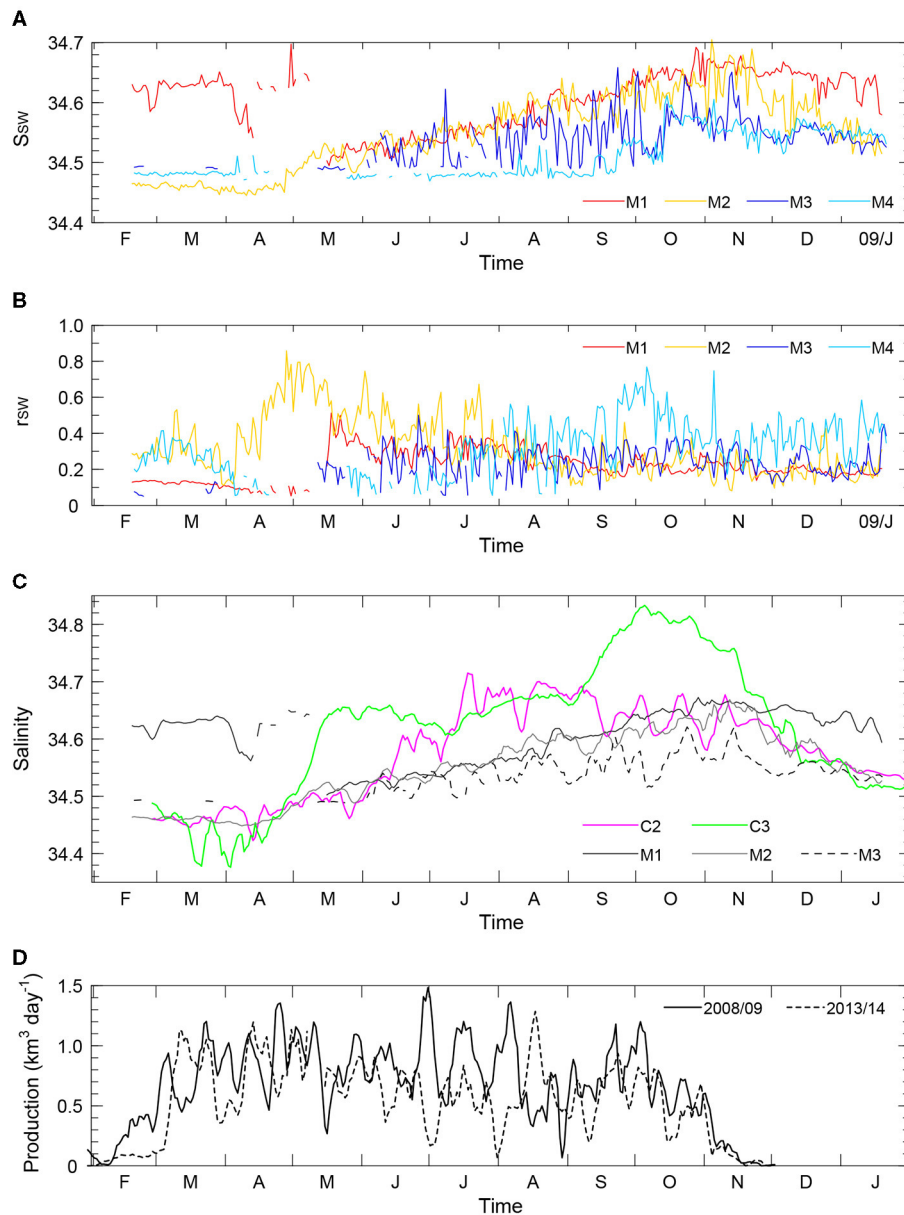 A
34.7
34.6
34.5
34.4
Ssw
M1 M2 M3 M4
F M A M J J A S O N D 09/J
Time
B
1.0
0.8
0.6
0.4
0.2
0
rsw
M1 M2 M3 M4
F M A M J J A S O N D 09/J
Time
C
34.8
34.7
34.6
34.5
34.4
Salinity
C2 C3
M1 M2 M3
F M A M J J A S O N D J
Time
D
1.5
1.0
0.5
0
Production (km³ day⁻¹)
2008/09 2013/14
F M A M J J A S O N D J
Time